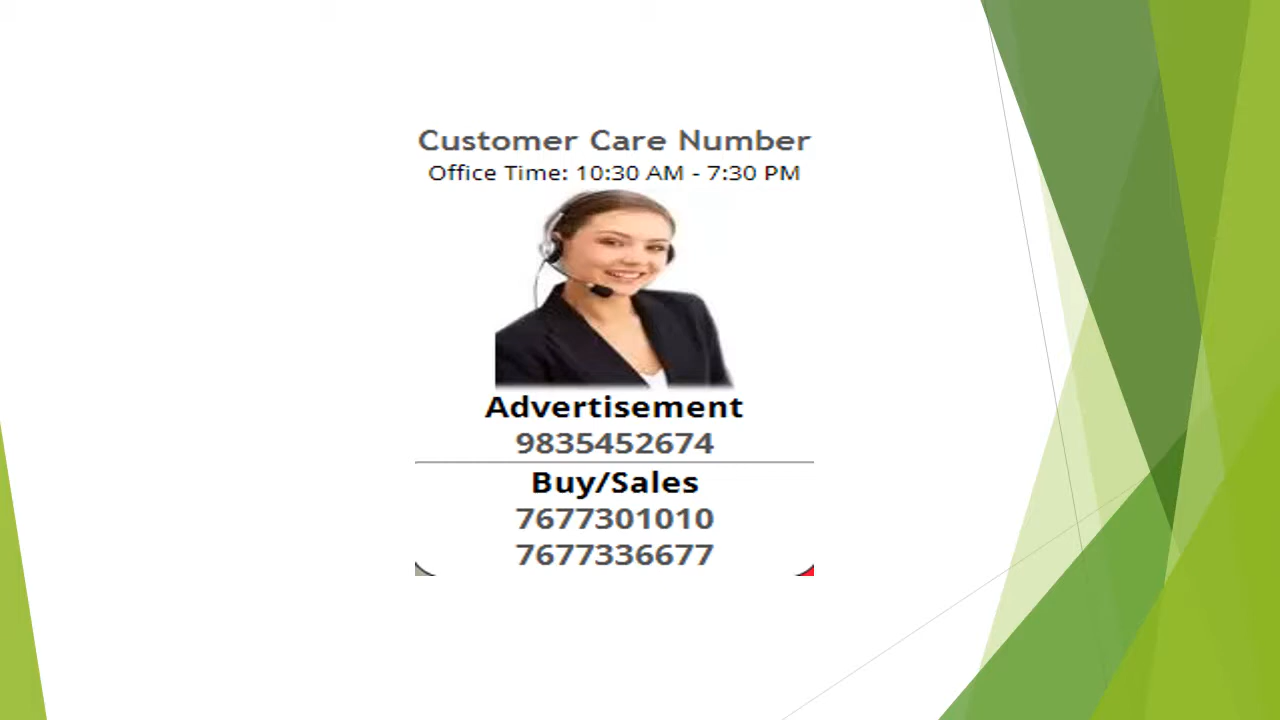 Customer Care Number
Office Time: 10:30 AM - 7:30 PM
Advertisement
9835452674
Buy/Sales
7677301010
7677336677